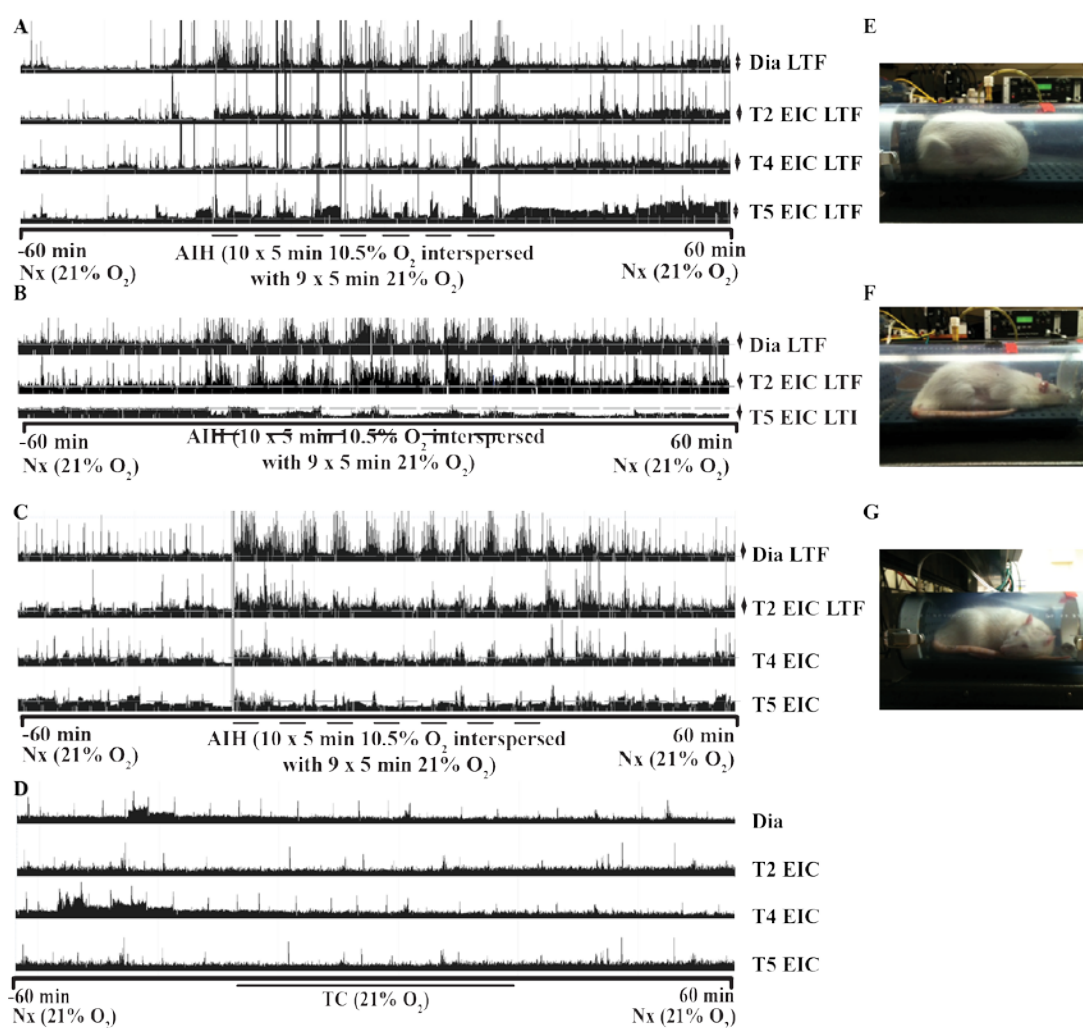 A
Dia LTF
T2 EIC LTF
T4 EIC LTF
T5 EIC LTF
-60 min
Nx (21% O₂)
AIH (10 x 5 min 10.5% O₂ interspersed
with 9 x 5 min 21% O₂)
60 min
Nx (21% O₂)
B
Dia LTF
T2 EIC LTF
T5 EIC LTI
-60 min
Nx (21% O₂)
AIH (10 x 5 min 10.5% O₂ interspersed
with 9 x 5 min 21% O₂)
60 min
Nx (21% O₂)
C
Dia LTF
T2 EIC LTF
T4 EIC
T5 EIC
-60 min
Nx (21% O₂)
AIH (10 x 5 min 10.5% O₂ interspersed
with 9 x 5 min 21% O₂)
60 min
Nx (21% O₂)
D
Dia
T2 EIC
T4 EIC
T5 EIC
-60 min
Nx (21% O₂)
TC (21% O₂)
60 min
Nx (21% O₂)
E
F
G